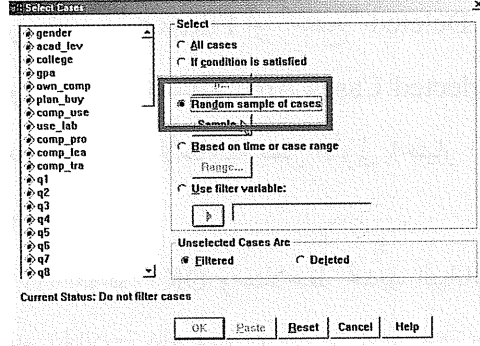 Select Cases
gender
acad_lev
college
gpa
own_comp
plan_buy
comp_use
use_lab
comp_pro
comp_lea
comp_tra
q1
q2
q3
q4
q5
q6
q7
q8
Select
All cases
If condition is satisfied
If...
Random sample of cases
Sample
Based on time or case range
Range...
Use filter variable:
Unselected Cases Are
Filtered
Deleted
Current Status: Do not filter cases
OK
Paste
Reset
Cancel
Help